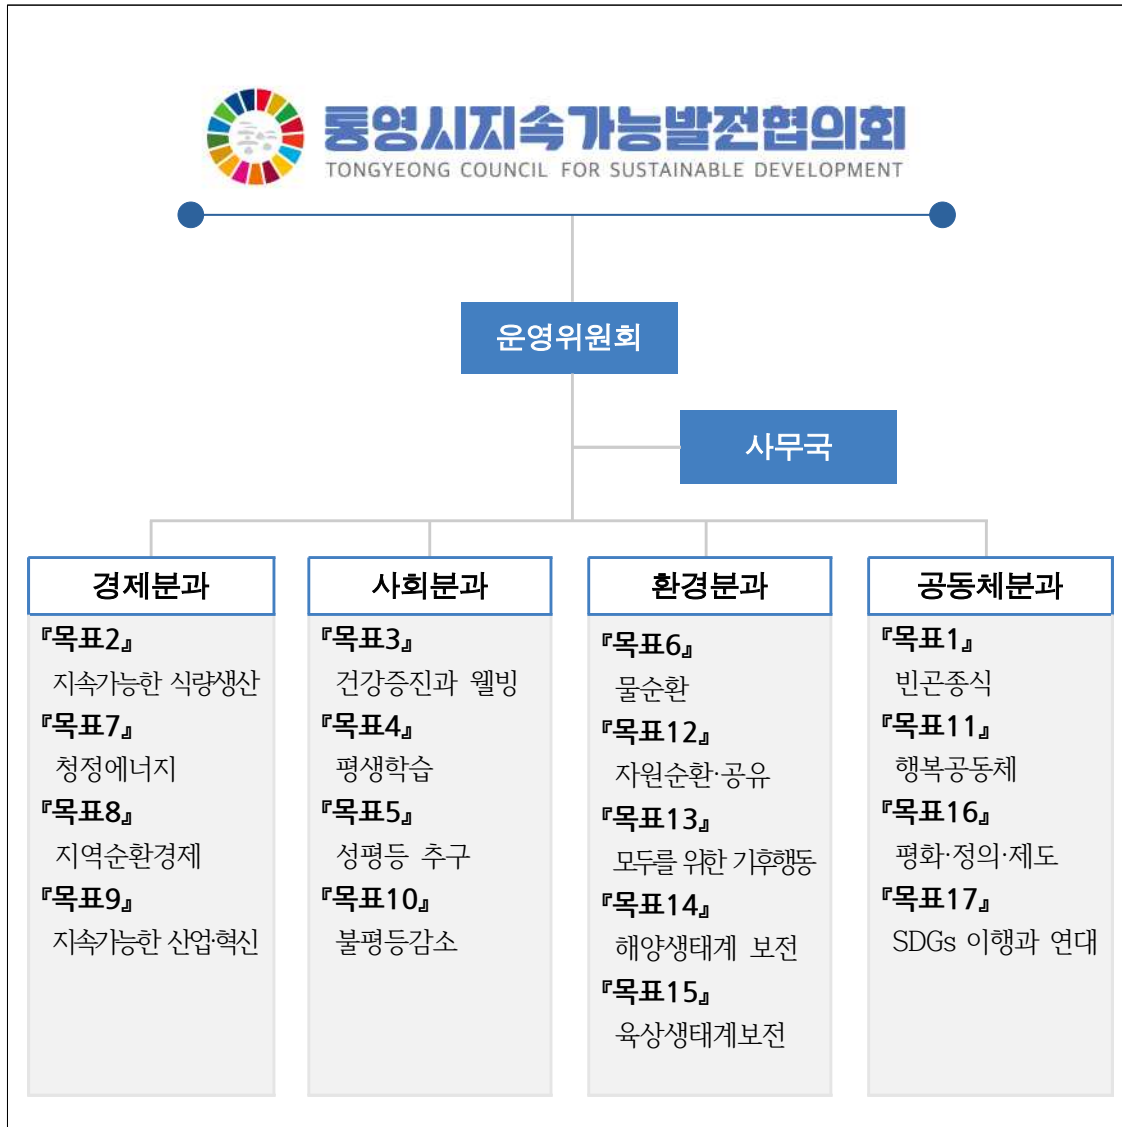 통영시지속가능발전협의회
TONGYEONG COUNCIL FOR SUSTAINABLE DEVELOPMENT
운영위원회
사무국
경제분과
『목표2』
지속가능한 식량생산
『목표7』
청정에너지
『목표8』
지역순환경제
『목표9』
지속가능한 산업·혁신
사회분과
『목표3』
건강증진과 웰빙
『목표4』
평생학습
『목표5』
성평등 추구
『목표10』
불평등감소
환경분과
『목표6』
물순환
『목표12』
자원순환·공유
『목표13』
모두를 위한 기후행동
『목표14』
해양생태계 보전
『목표15』
육상생태계보전
공동체분과
『목표1』
빈곤종식
『목표11』
행복공동체
『목표16』
평화·정의·제도
『목표17』
SDGs 이행과 연대